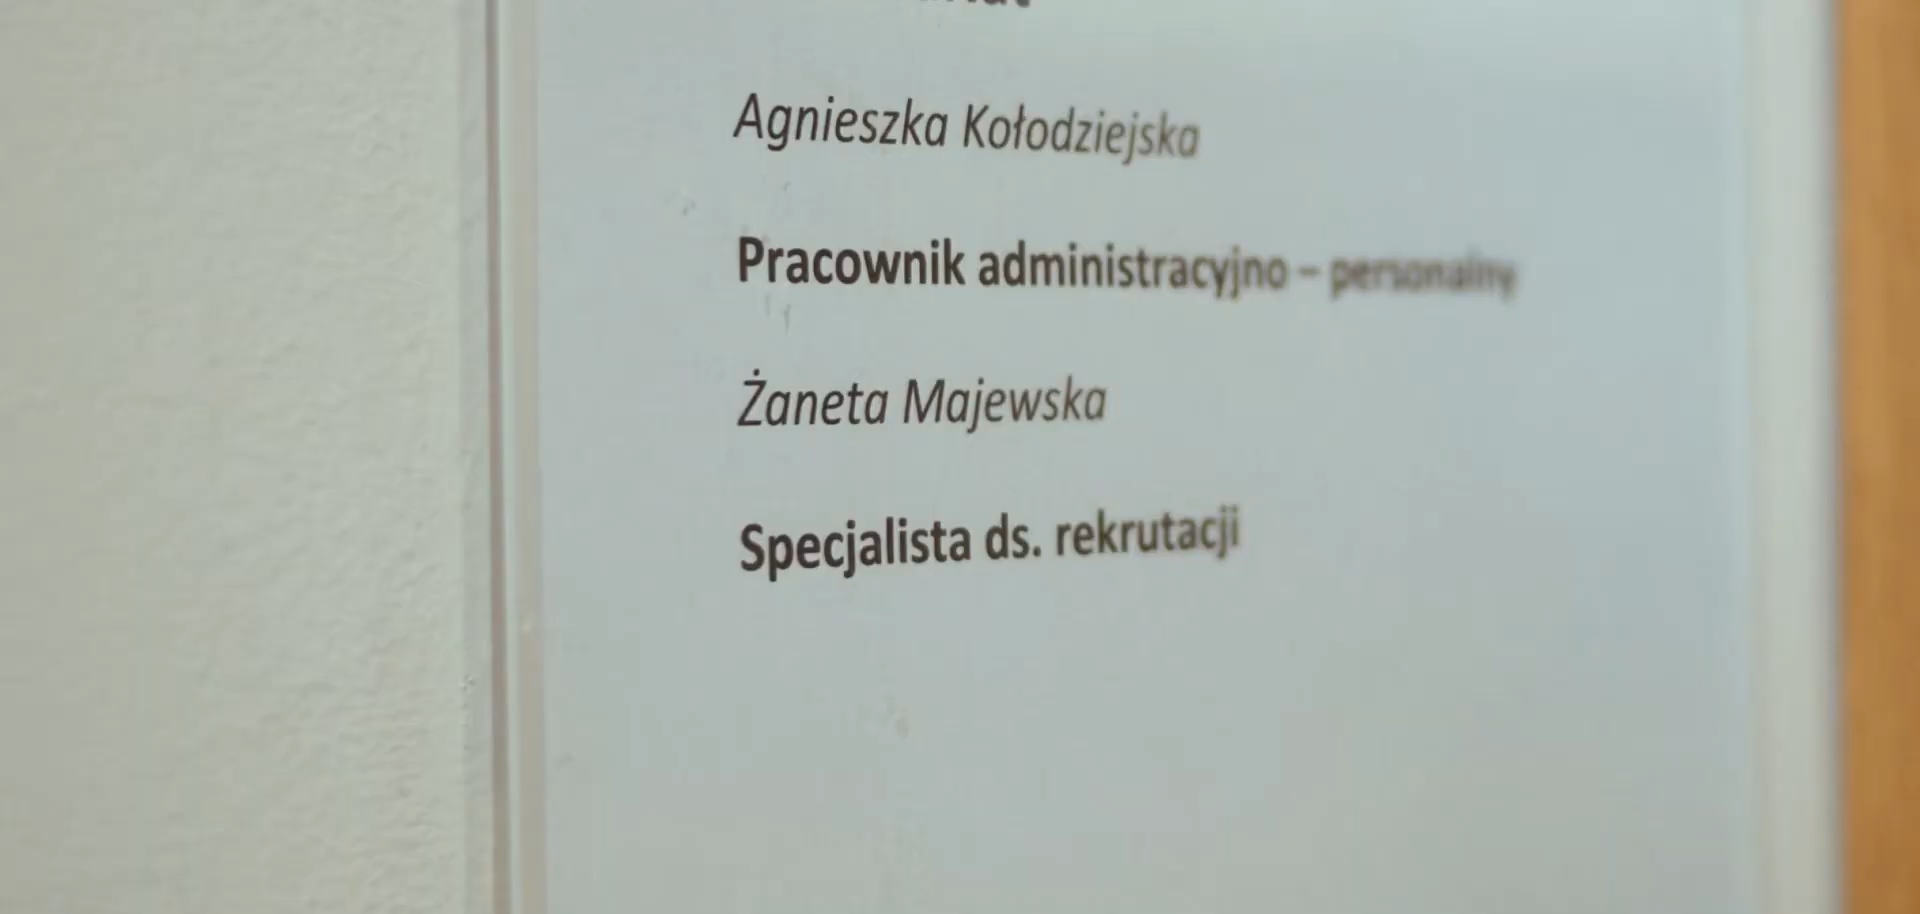 Agnieszka Kołodziejska
Pracownik administracyjno – personalny
Żaneta Majewska
Specjalista ds. rekrutacji